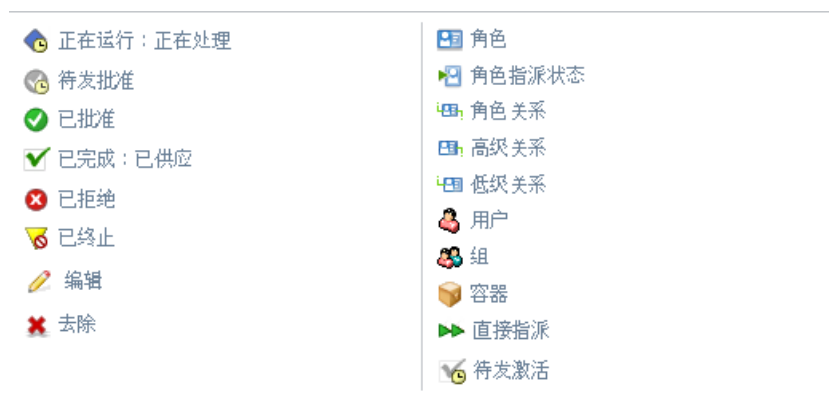 正在运行：正在处理
待发批准
已批准
已完成：已供应
已拒绝
已终止
编辑
去除
角色
角色指派状态
角色关系
高级关系
低级关系
用户
组
容器
直接指派
待发激活